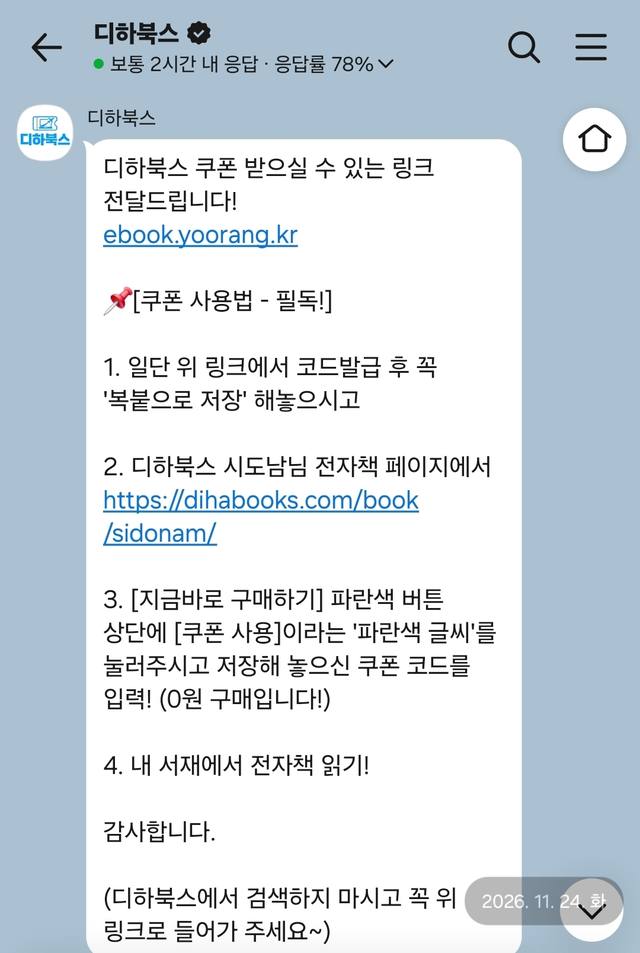 디하북스
보통 2시간 내 응답 · 응답률 78%
디하북스
디하북스
디하북스 쿠폰 받으실 수 있는 링크
전달드립니다!
ebook.yoorang.kr
[쿠폰 사용법 - 필독!]
1. 일단 위 링크에서 코드발급 후 꼭
'복붙으로 저장' 해놓으시고
2. 디하북스 시도남님 전자책 페이지에서
https://dihabooks.com/book
/sidonam/
3. [지금바로 구매하기] 파란색 버튼
상단에 [쿠폰 사용]이라는 '파란색 글씨'를
눌러주시고 저장해 놓으신 쿠폰 코드를
입력! (0원 구매입니다!)
4. 내 서재에서 전자책 읽기!
감사합니다.
(디하북스에서 검색하지 마시고 꼭 위
링크로 들어가 주세요~)
2026. 11. 24. 화